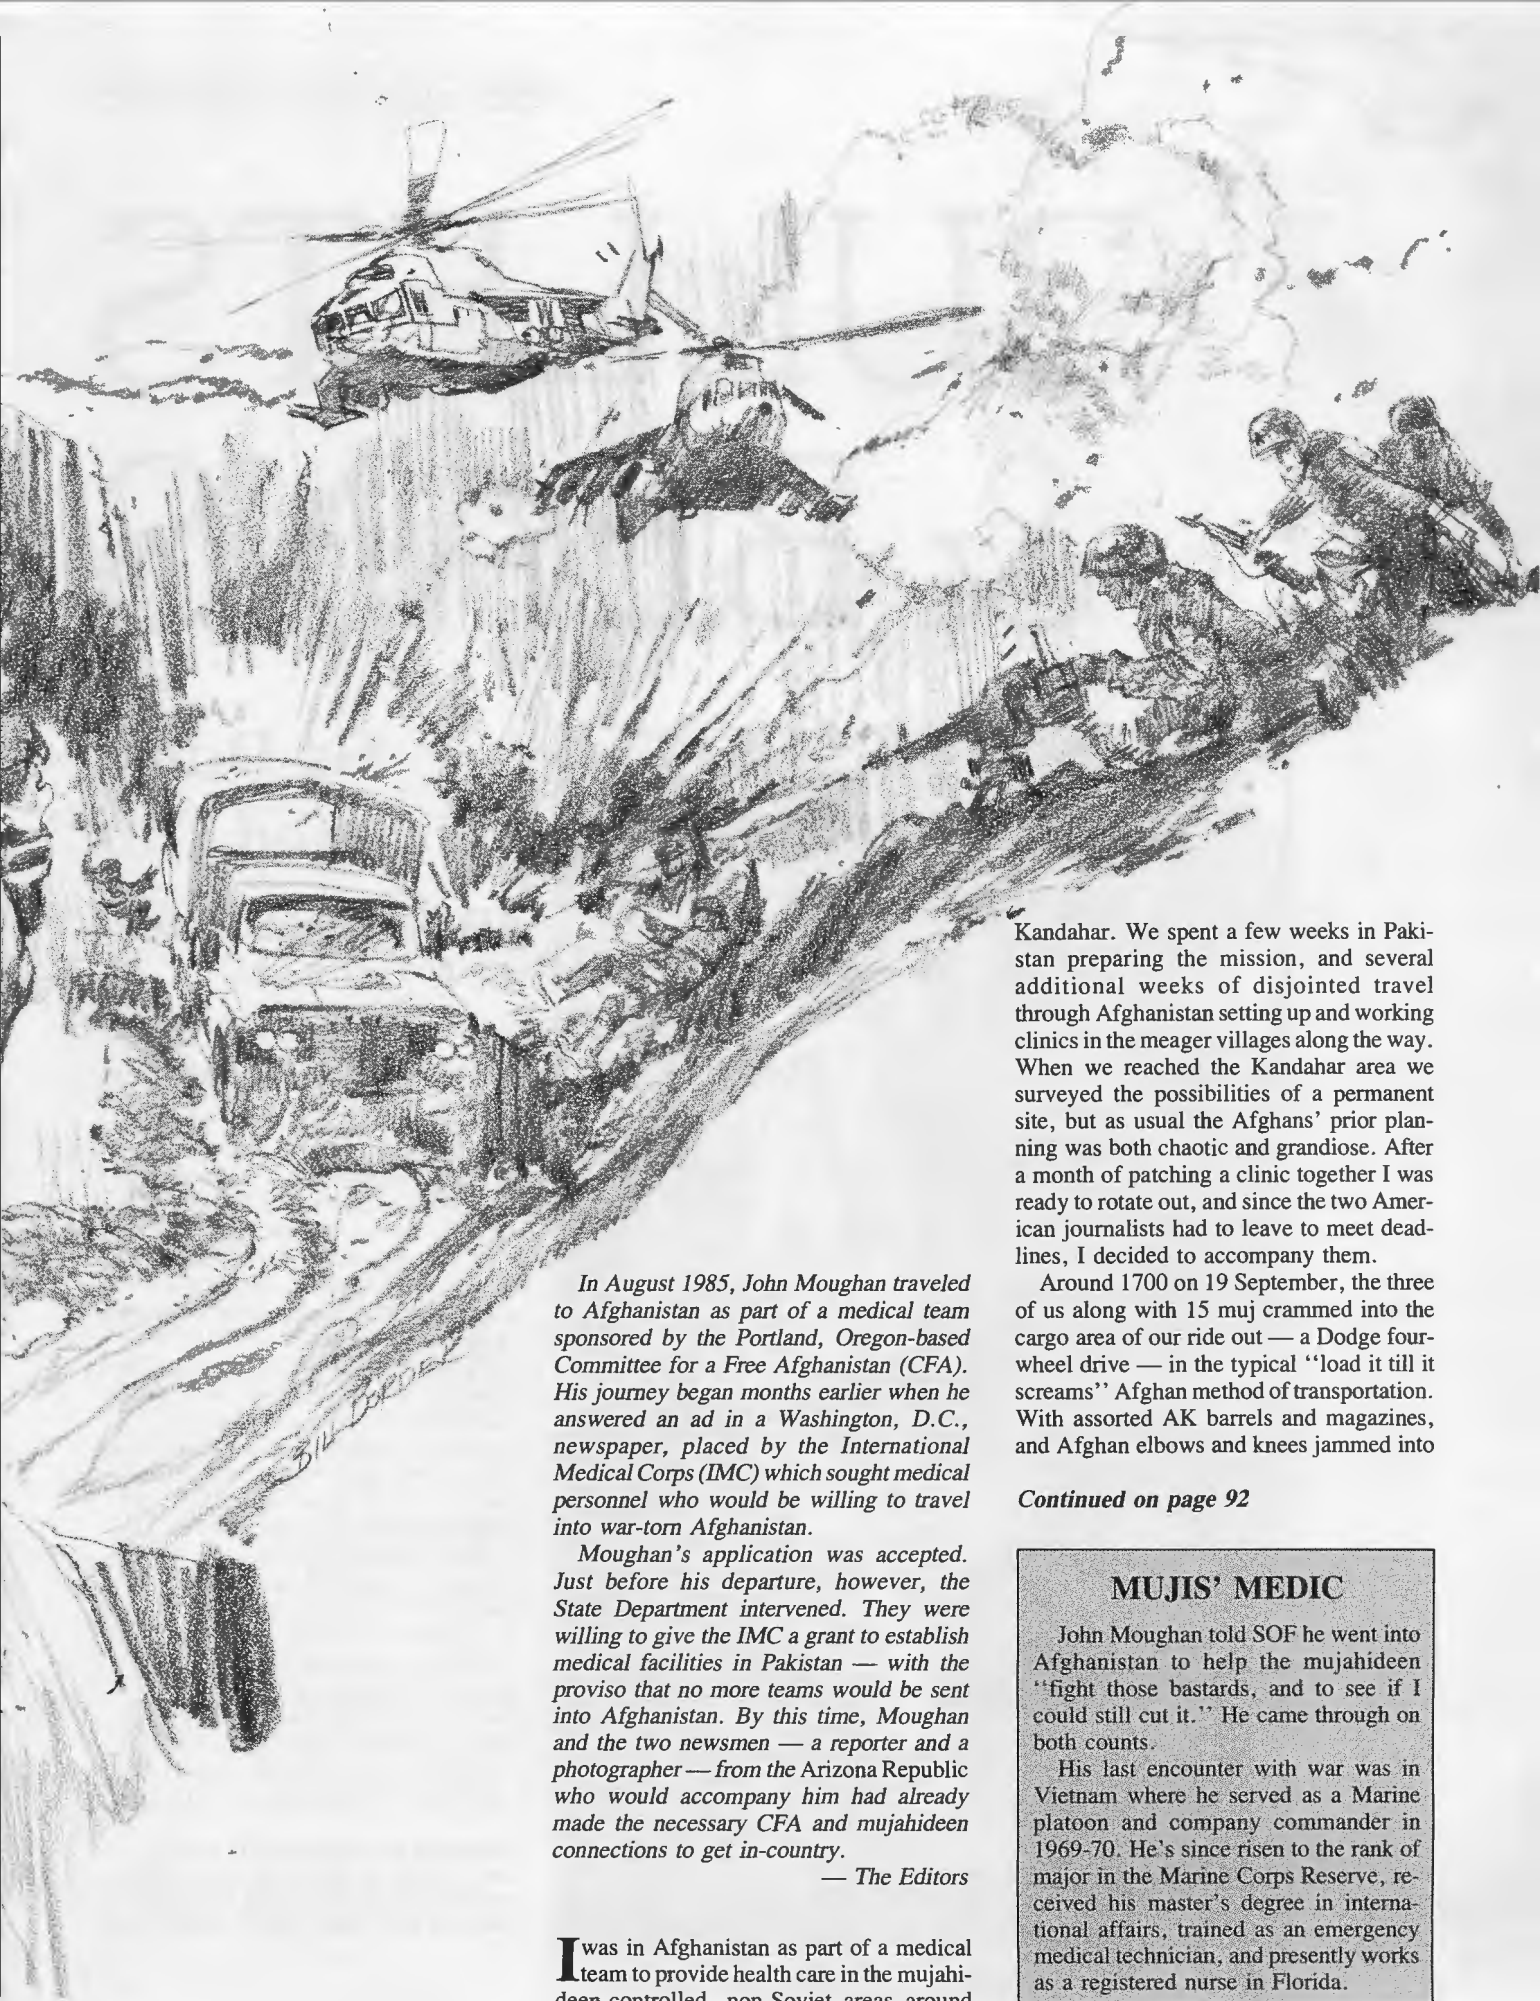 In August 1985, John Moughan traveled
to Afghanistan as part of a medical team
sponsored by the Portland, Oregon-based
Committee for a Free Afghanistan (CFA).
His journey began months earlier when he
answered an ad in a Washington, D.C.,
newspaper, placed by the International
Medical Corps (IMC) which sought medical
personnel who would be willing to travel
into war-torn Afghanistan.
Moughan's application was accepted.
Just before his departure, however, the
State Department intervened. They were
willing to give the IMC a grant to establish
medical facilities in Pakistan — with the
proviso that no more teams would be sent
into Afghanistan. By this time, Moughan
and the two newsmen — a reporter and a
photographer — from the Arizona Republic
who would accompany him had already
made the necessary CFA and mujahideen
connections to get in-country.
— The Editors
I was in Afghanistan as part of a medical
team to provide health care in the mujahi-
deen controlled, non-Soviet areas around
Kandahar. We spent a few weeks in Paki-
stan preparing the mission, and several
additional weeks of disjointed travel
through Afghanistan setting up and working
clinics in the meager villages along the way.
When we reached the Kandahar area we
surveyed the possibilities of a permanent
site, but as usual the Afghans' prior plan-
ning was both chaotic and grandiose. After
a month of patching a clinic together I was
ready to rotate out, and since the two Amer-
ican journalists had to leave to meet dead-
lines, I decided to accompany them.
Around 1700 on 19 September, the three
of us along with 15 muj crammed into the
cargo area of our ride out — a Dodge four-
wheel drive — in the typical ‘‘load it till it
screams’’ Afghan method of transportation.
With assorted AK barrels and magazines,
and Afghan elbows and knees jammed into
Continued on page 92
MUJIS' MEDIC
John Moughan told SOF he went into
Afghanistan to help the mujahideen
‘‘fight those bastards, and to see if I
could still cut it.’’ He came through on
both counts.
His last encounter with war was in
Vietnam where he served as a Marine
platoon and company commander in
1969-70. He's since risen to the rank of
major in the Marine Corps Reserve, re-
ceived his master's degree in interna-
tional affairs, trained as an emergency
medical technician, and presently works
as a registered nurse in Florida.